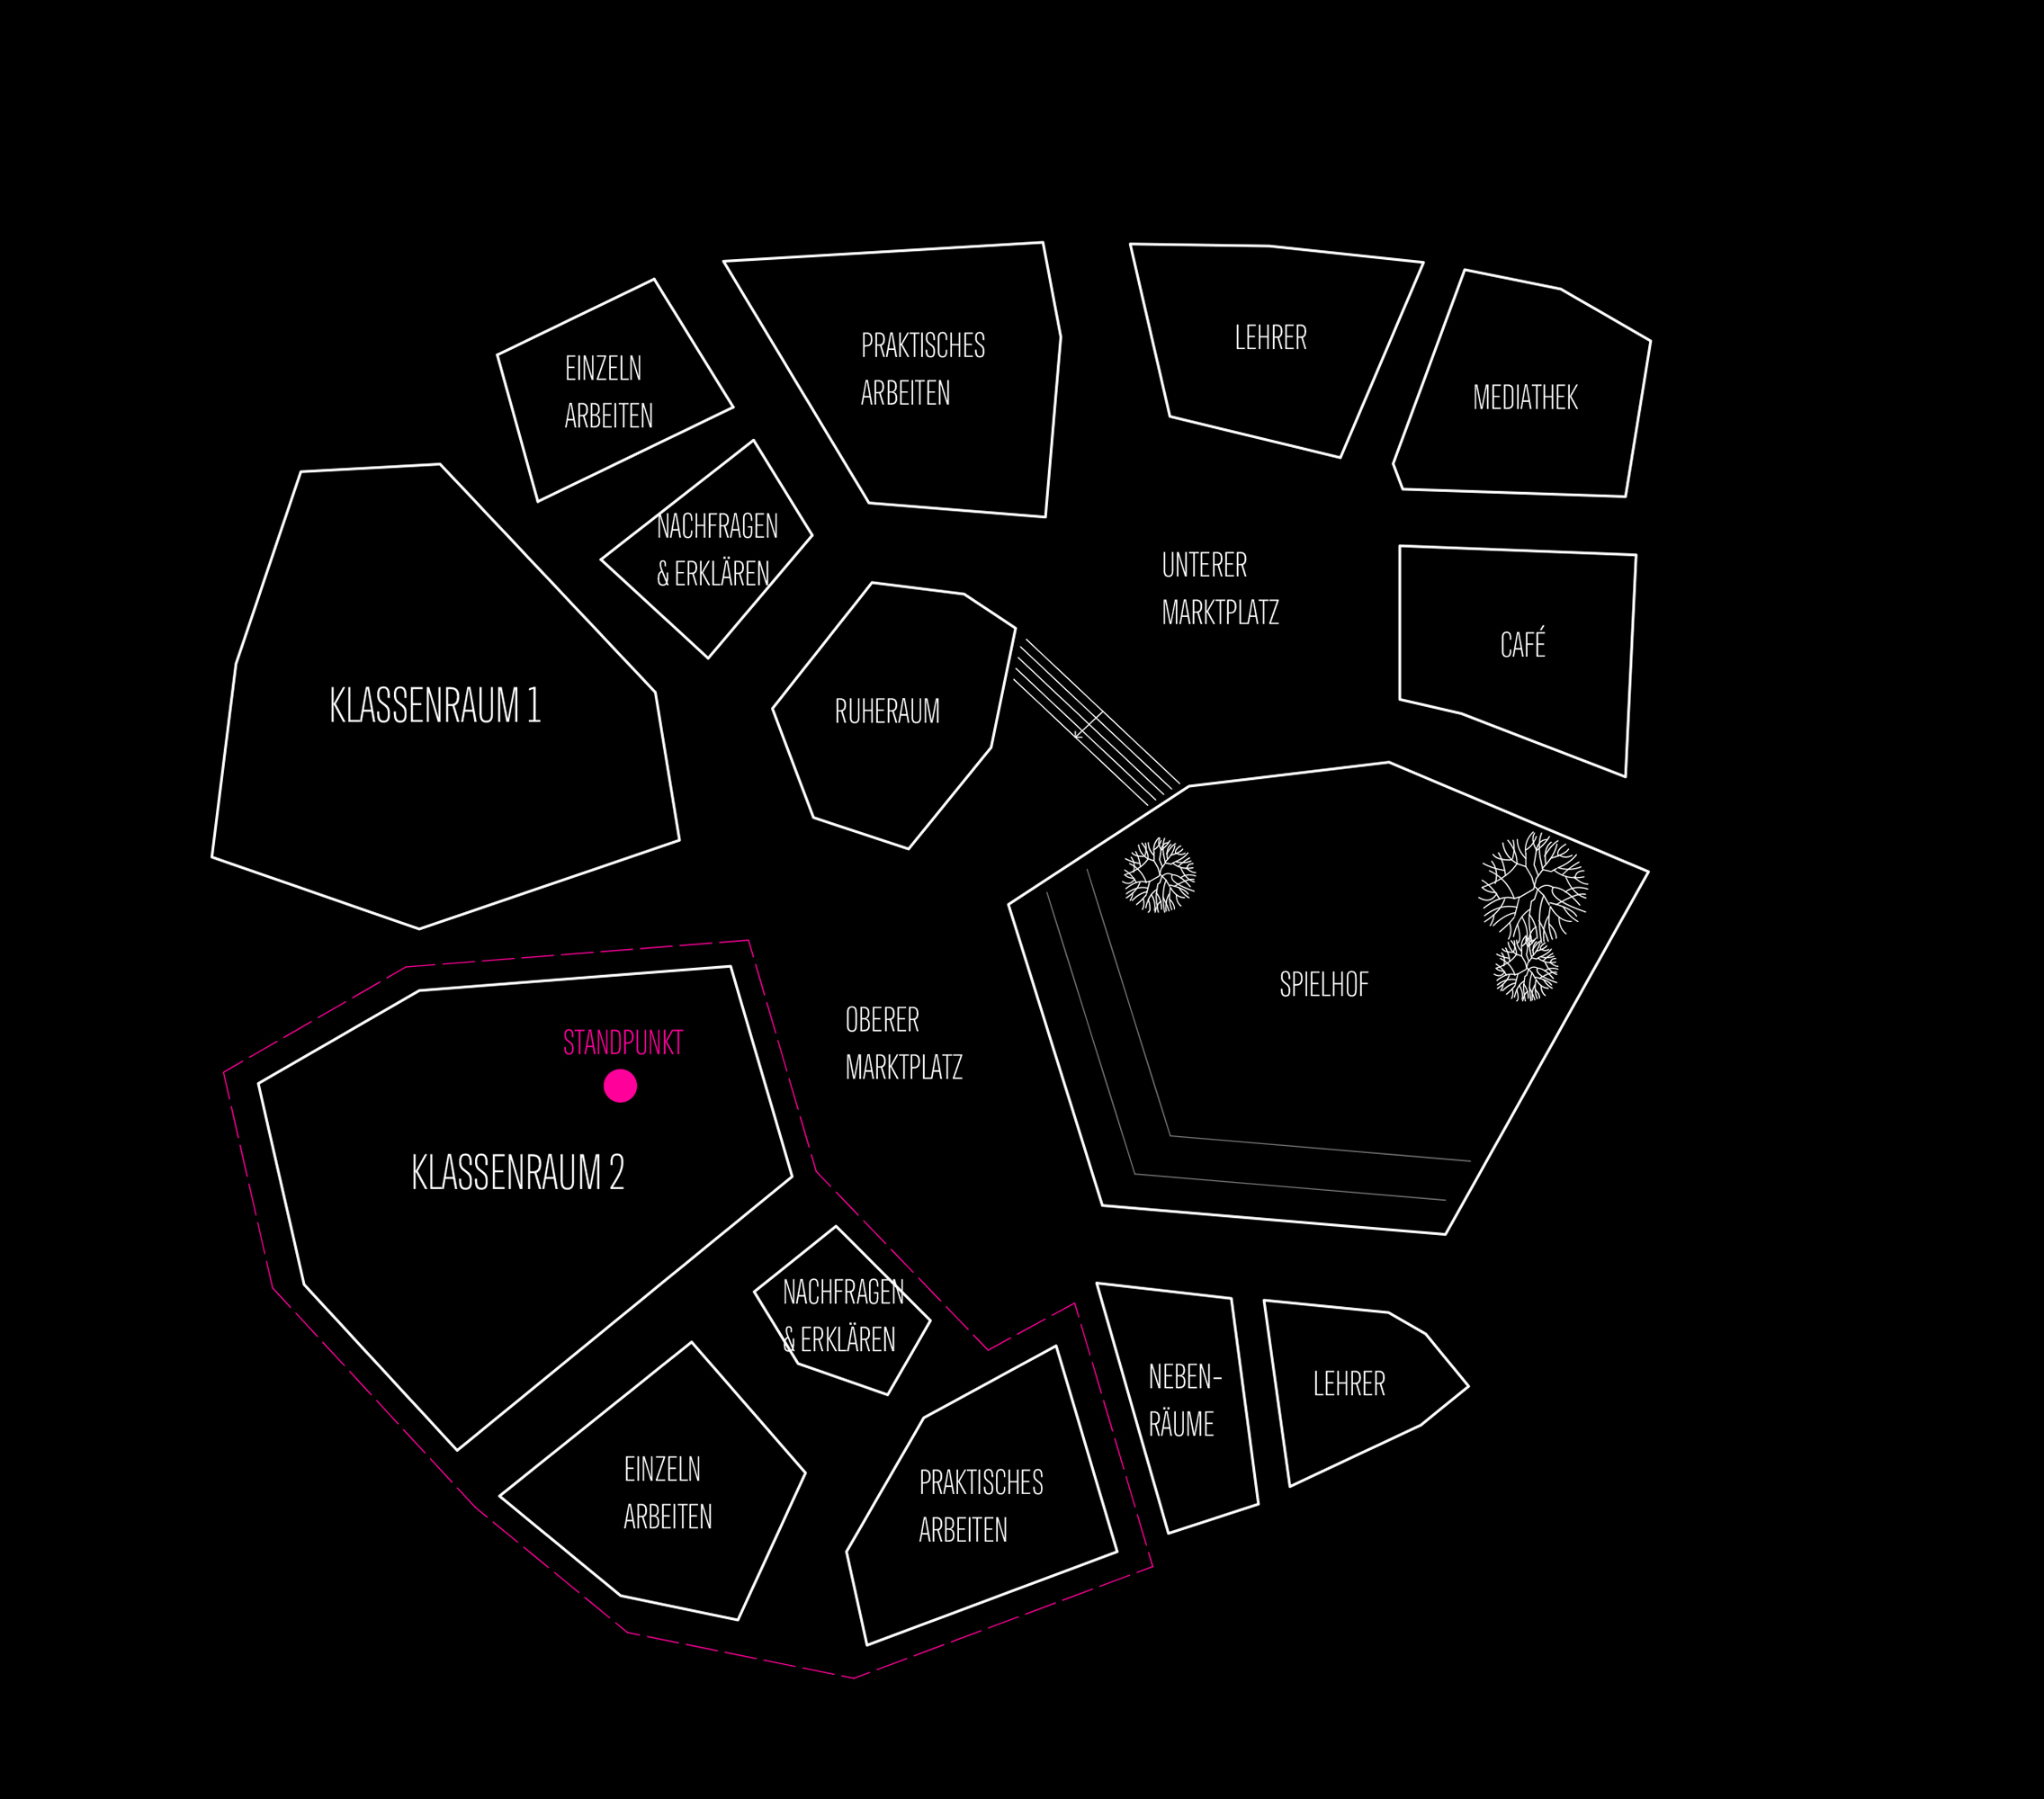 EINZELN
ARBEITEN
PRAKTISCHES
ARBEITEN
LEHRER
MEDIATHEK
NACHFRAGEN
& ERKLÄREN
UNTERER
MARKTPLATZ
CAFÉ
KLASSENRAUM 1
RUHERAUM
SPIELHOF
OBERER
MARKTPLATZ
STANDPUNKT
KLASSENRAUM 2
NACHFRAGEN
& ERKLÄREN
NEBEN-
RÄUME
LEHRER
EINZELN
ARBEITEN
PRAKTISCHES
ARBEITEN